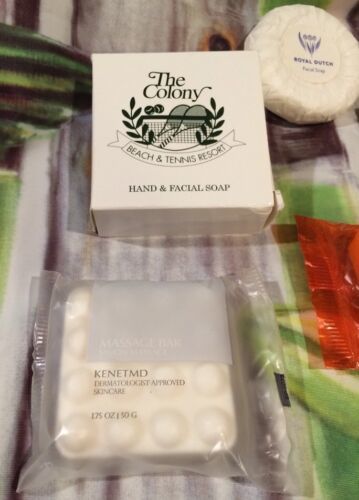 ROYAL DUTCH
Facial Soap
The
Colony
BEACH & TENNIS RESORT
HAND & FACIAL SOAP
MASSAGE BAR
KENETMD
DERMATOLOGIST-APPROVED
SKINCARE
1.75 OZ | 50 G